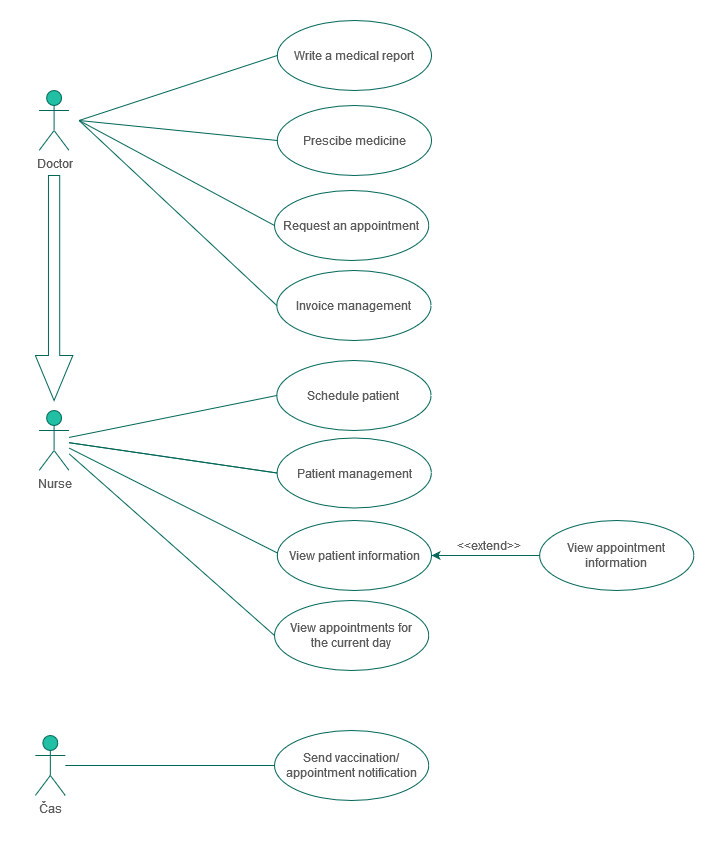 Write a medical report
Doctor
Prescibe medicine
Request an appointment
Invoice management
Schedule patient
Nurse
Patient management
View patient information
<<extend>>
View appointment
information
View appointments for
the current day
Čas
Send vaccination/
appointment notification